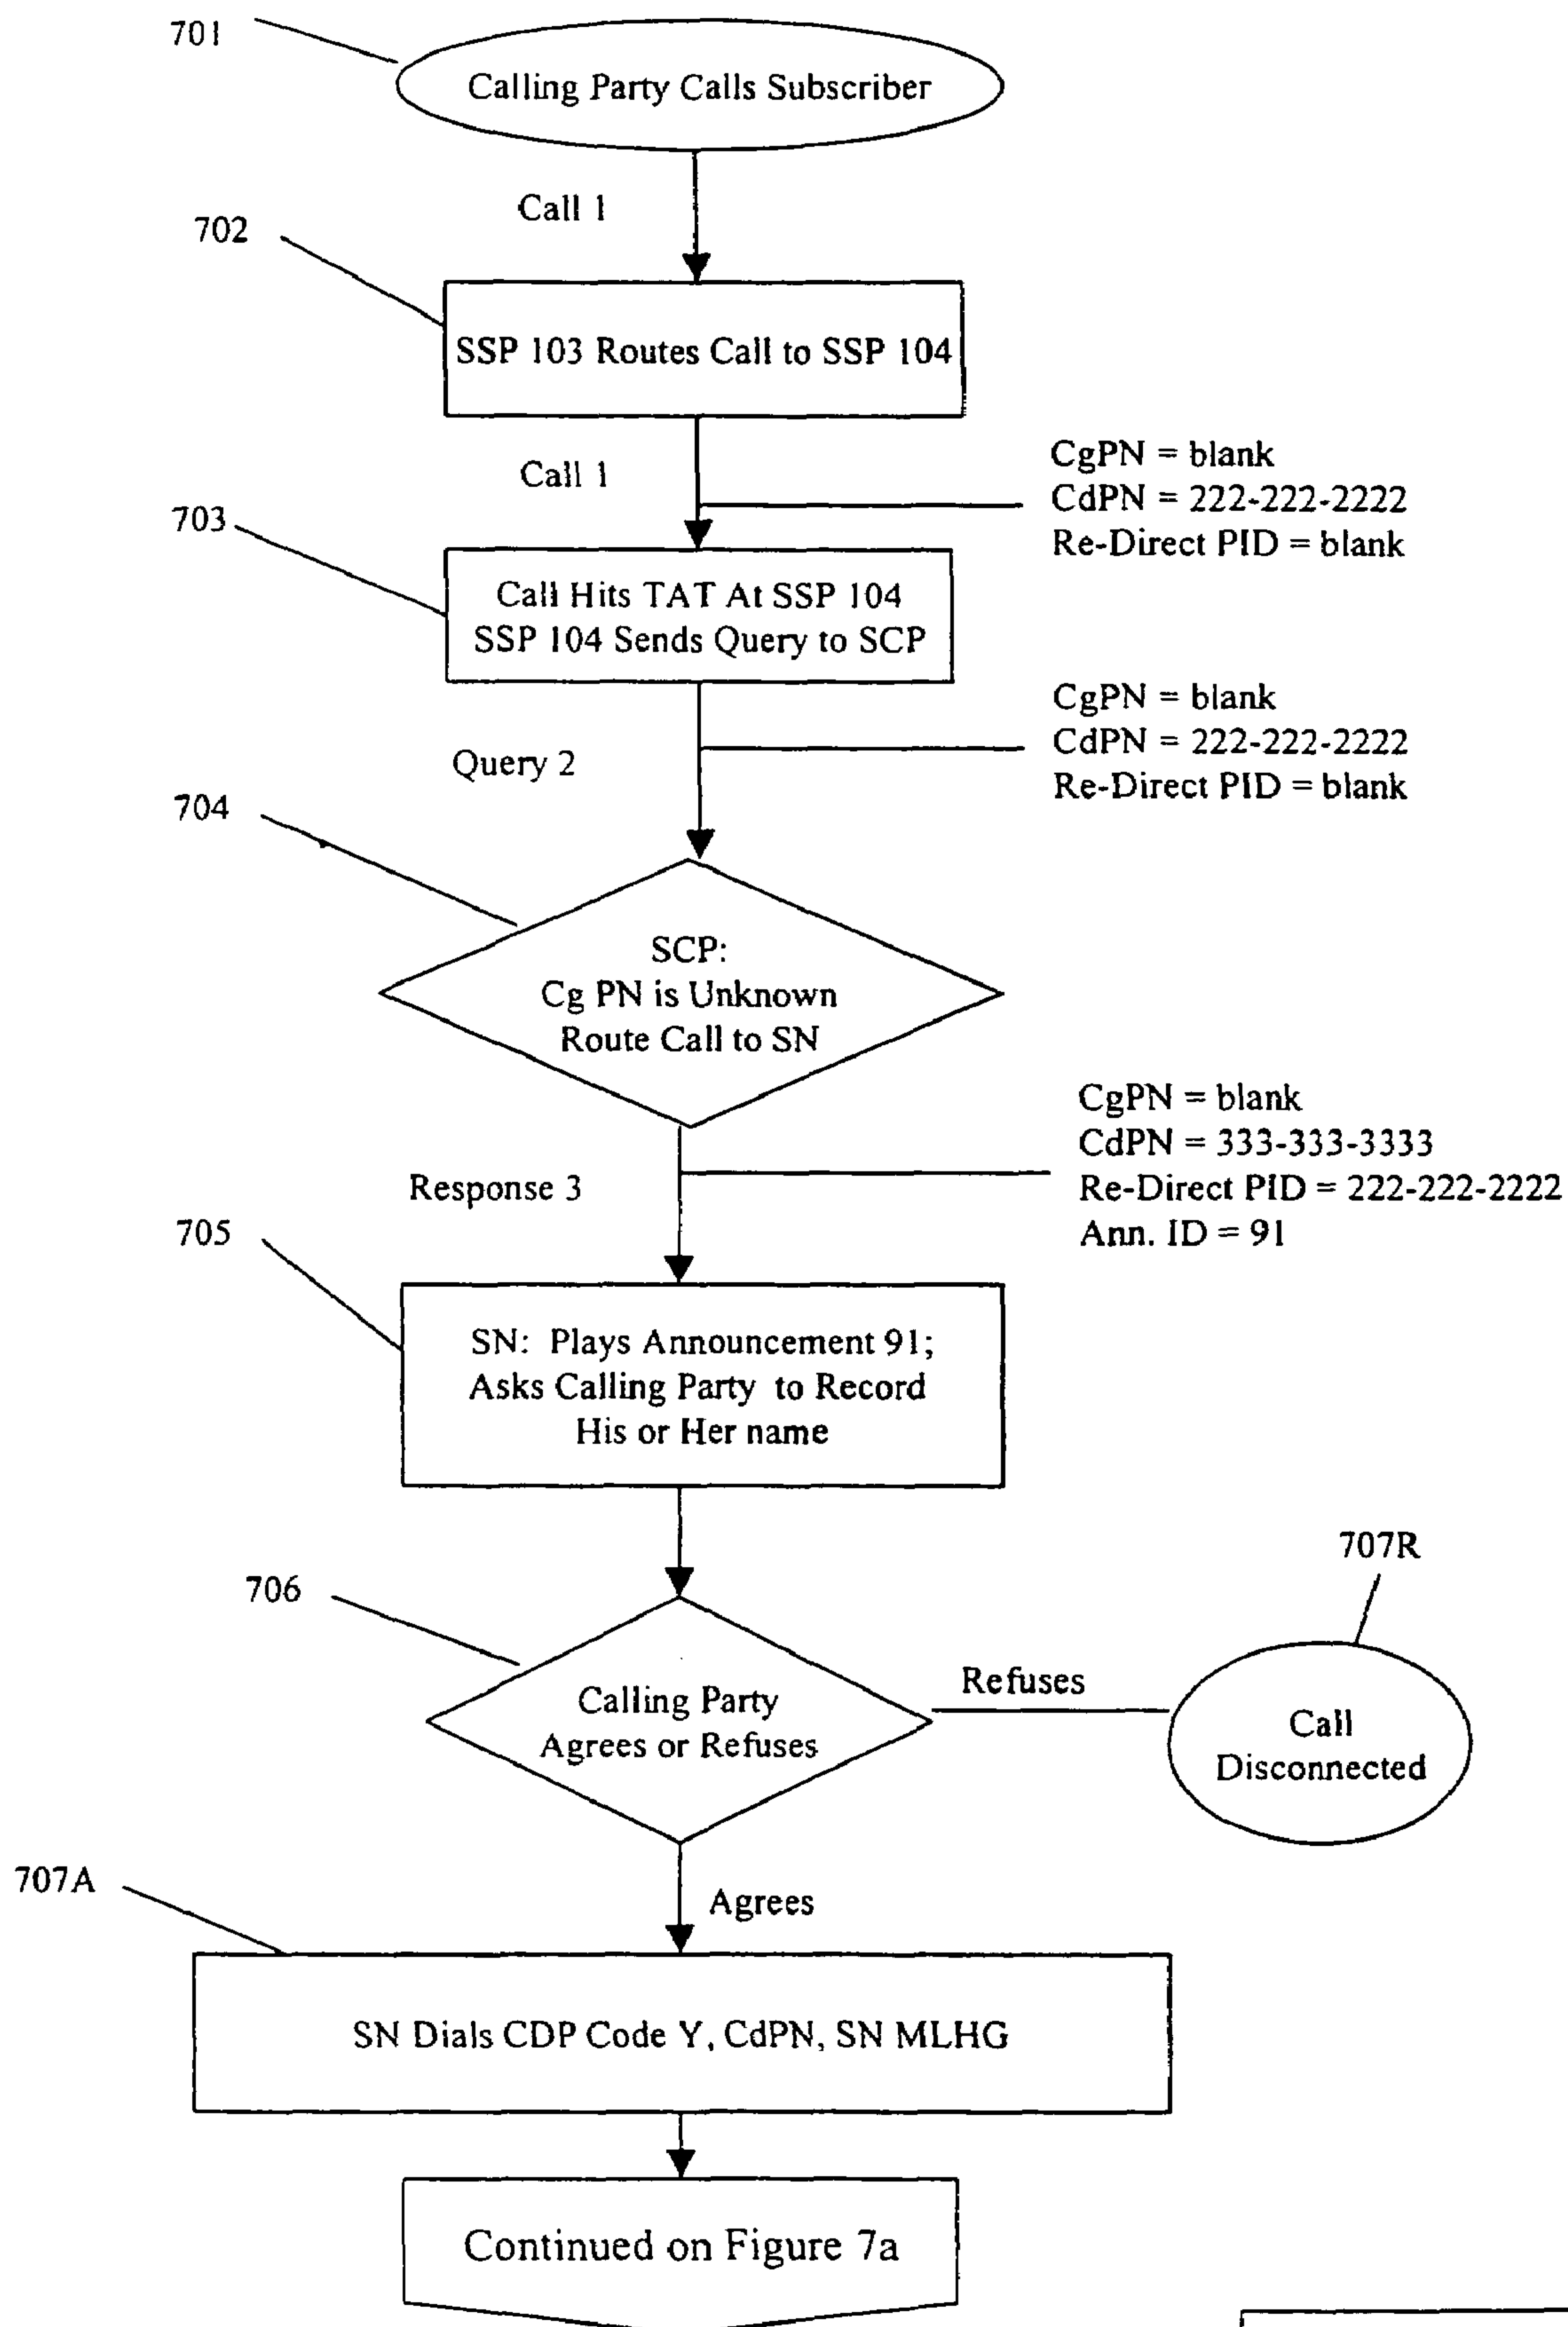 701
Calling Party Calls Subscriber
Call 1
702
SSP 103 Routes Call to SSP 104
Call 1
CgPN = blank
CdPN = 222-222-2222
Re-Direct PID = blank
703
Call Hits TAT At SSP 104
SSP 104 Sends Query to SCP
Query 2
CgPN = blank
CdPN = 222-222-2222
Re-Direct PID = blank
704
SCP:
Cg PN is Unknown
Route Call to SN
Response 3
CgPN = blank
CdPN = 333-333-3333
Re-Direct PID = 222-222-2222
Ann. ID = 91
705
SN: Plays Announcement 91;
Asks Calling Party to Record
His or Her name
706
Calling Party
Agrees or Refuses
Refuses
707R
Call
Disconnected
707A
Agrees
SN Dials CDP Code Y, CdPN, SN MLHG
Continued on Figure 7a